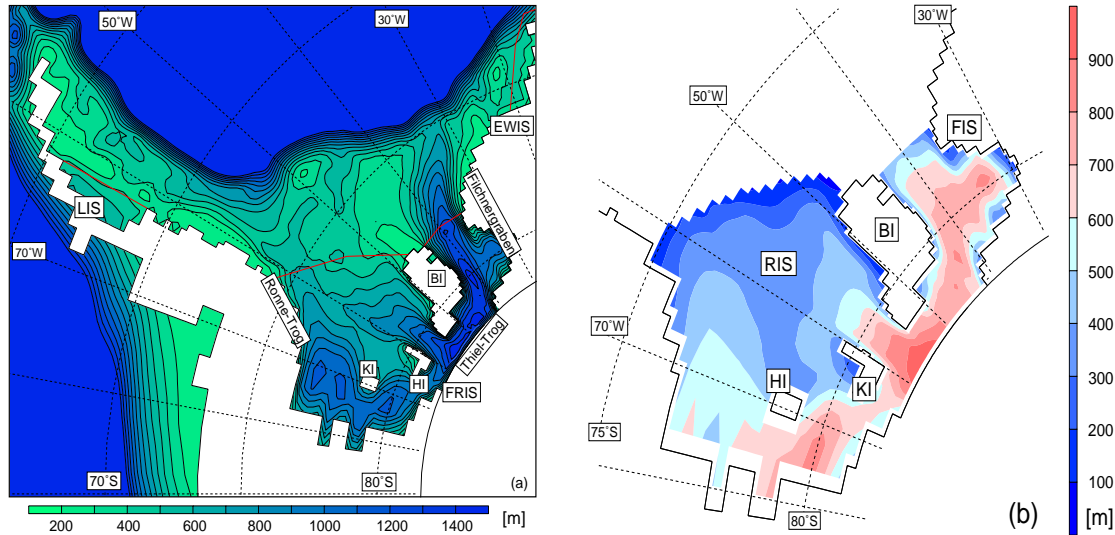 50°W
30°W
EWIS
Filchnergraben
LIS
70°W
BI
Ronne-Trog
Thiel-Trog
KI
HI
FRIS
70°S
80°S
(a)
200 400 600 800 1000 1200 1400 [m]
30°W
50°W
FIS
BI
RIS
70°W
HI
KI
75°S
80°S
(b)
900
800
700
600
500
400
300
200
100
[m]